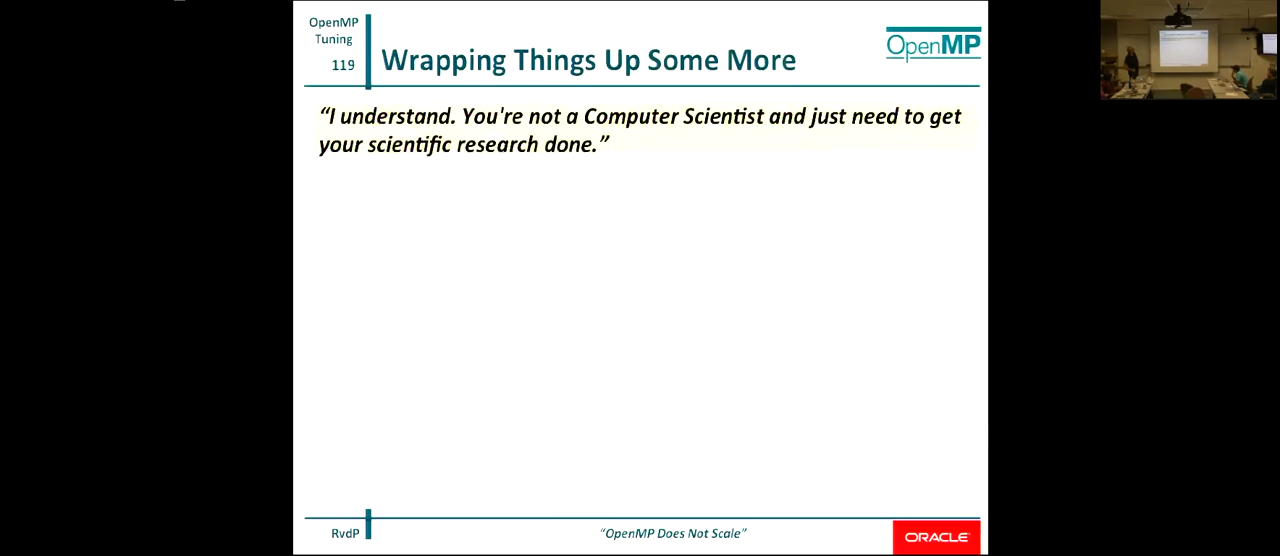 OpenMP
Tuning
119
Wrapping Things Up Some More
OpenMP
“I understand. You're not a Computer Scientist and just need to get
your scientific research done.”
RvdP
“OpenMP Does Not Scale”
ORACLE